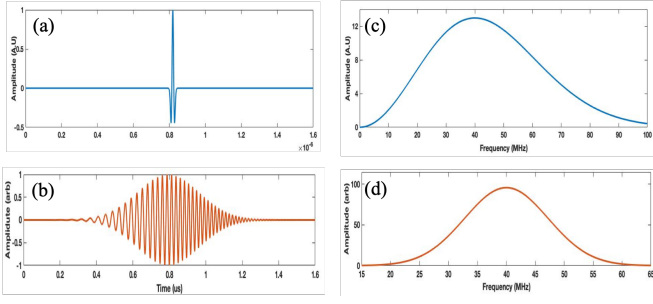 (a)
Amplitude (A.U)
1
0.5
0
-0.5
0 0.2 0.4 0.6 0.8 1 1.2 1.4 1.6
×10⁻⁶
(c)
Amplitude (A.U)
12
8
4
0
0 10 20 30 40 50 60 70 80 90 100
Frequency (MHz)
(b)
Amplidute (arb)
1
0.5
0
-0.5
-1
0 0.2 0.4 0.6 0.8 1 1.2 1.4 1.6
Time (us)
(d)
Amplitude (arb)
100
50
0
15 20 25 30 35 40 45 50 55 60 65
Frequency (MHz)